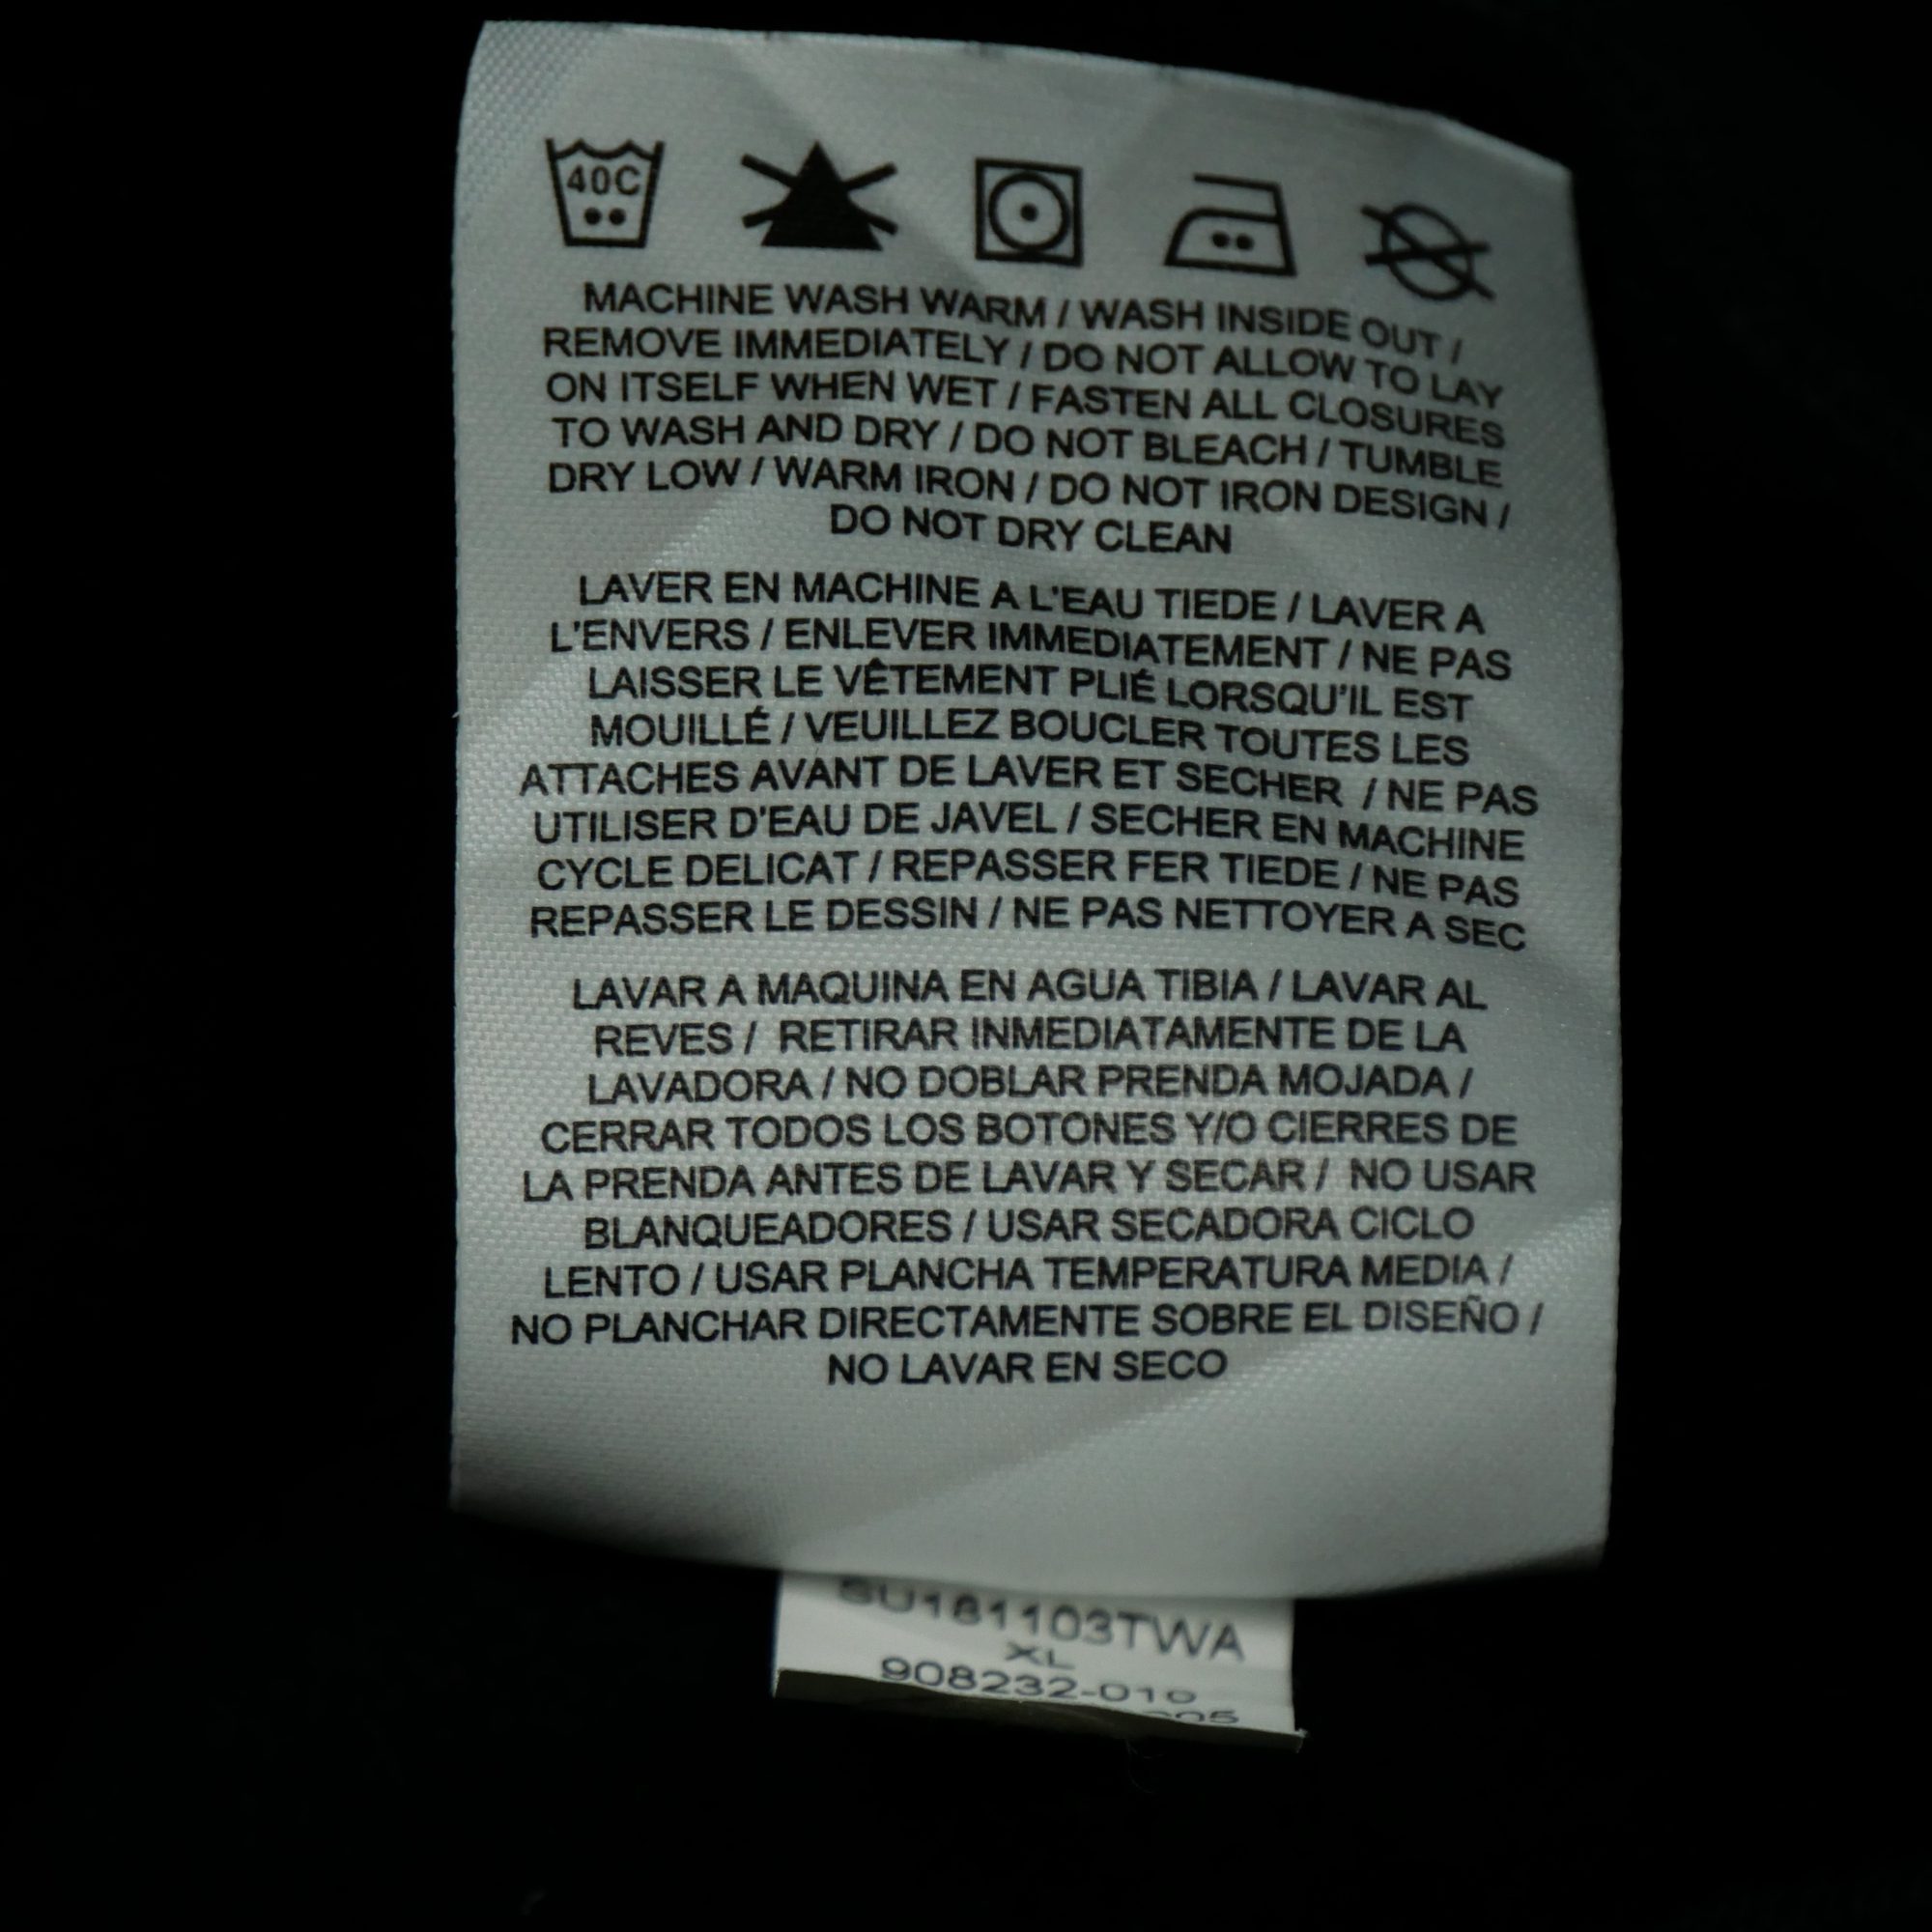 40C
MACHINE WASH WARM / WASH INSIDE OUT /
REMOVE IMMEDIATELY / DO NOT ALLOW TO LAY
ON ITSELF WHEN WET / FASTEN ALL CLOSURES
TO WASH AND DRY / DO NOT BLEACH / TUMBLE
DRY LOW / WARM IRON / DO NOT IRON DESIGN /
DO NOT DRY CLEAN
LAVER EN MACHINE A L'EAU TIEDE / LAVER A
L'ENVERS / ENLEVER IMMEDIATEMENT / NE PAS
LAISSER LE VÊTEMENT PLIÉ LORSQU'IL EST
MOUILLÉ / VEUILLEZ BOUCLER TOUTES LES
ATTACHES AVANT DE LAVER ET SECHER / NE PAS
UTILISER D'EAU DE JAVEL / SECHER EN MACHINE
CYCLE DELICAT / REPASSER FER TIEDE / NE PAS
REPASSER LE DESSIN / NE PAS NETTOYER A SEC
LAVAR A MAQUINA EN AGUA TIBIA / LAVAR AL
REVES / RETIRAR INMEDIATAMENTE DE LA
LAVADORA / NO DOBLAR PRENDA MOJADA /
CERRAR TODOS LOS BOTONES Y/O CIERRES DE
LA PRENDA ANTES DE LAVAR Y SECAR / NO USAR
BLANQUEADORES / USAR SECADORA CICLO
LENTO / USAR PLANCHA TEMPERATURA MEDIA /
NO PLANCHAR DIRECTAMENTE SOBRE EL DISEÑO /
NO LAVAR EN SECO
SU181103TWA
XL
908232-010